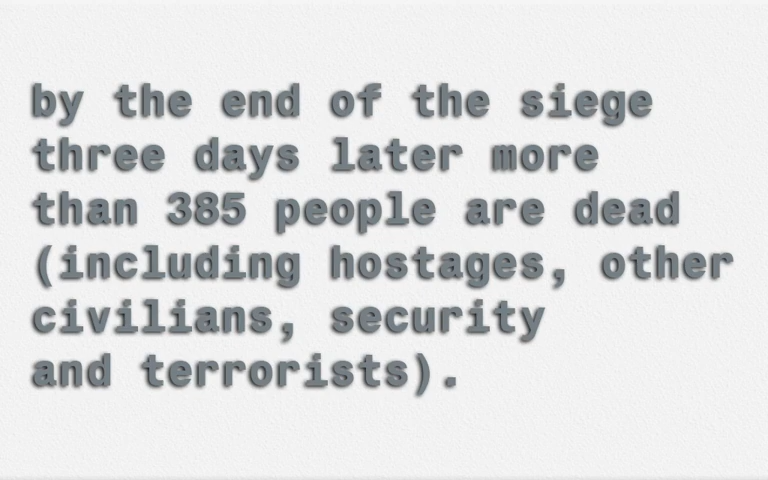 by the end of the siege
three days later more
than 385 people are dead
(including hostages, other
civilians, security
and terrorists).